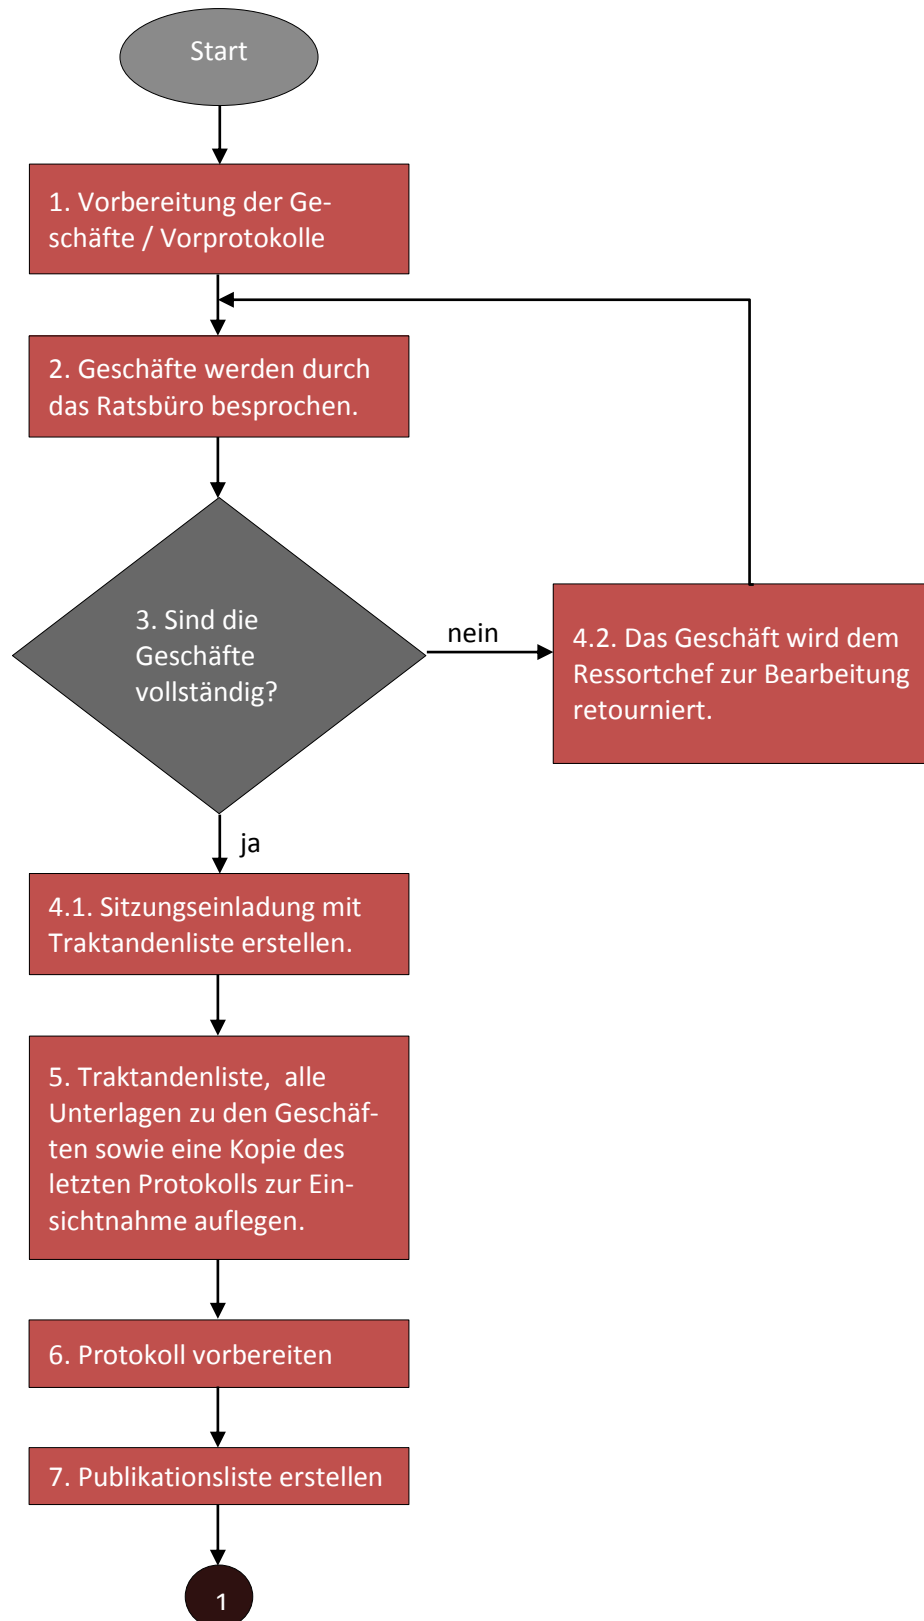 Start
1. Vorbereitung der Ge-
schäfte / Vorprotokolle
2. Geschäfte werden durch
das Ratsbüro besprochen.
3. Sind die
Geschäfte
vollständig?
nein
4.2. Das Geschäft wird dem
Ressortchef zur Bearbeitung
retourniert.
ja
4.1. Sitzungseinladung mit
Traktandenliste erstellen.
5. Traktandenliste, alle
Unterlagen zu den Geschäf-
ten sowie eine Kopie des
letzten Protokolls zur Ein-
sichtnahme auflegen.
6. Protokoll vorbereiten
7. Publikationsliste erstellen
1